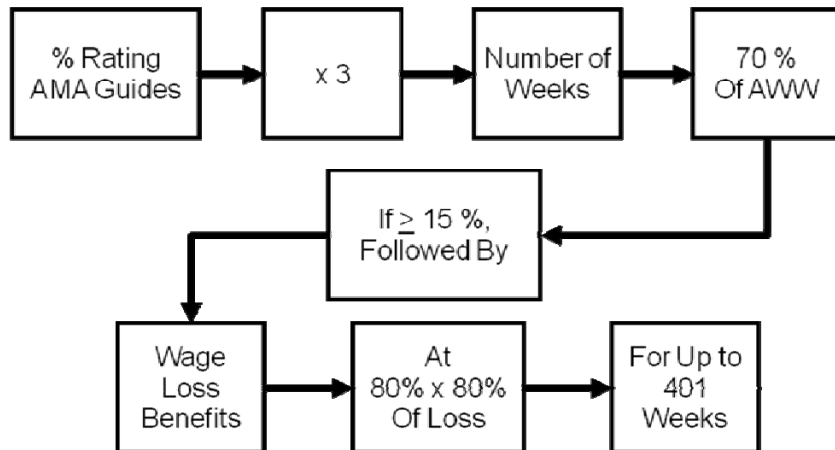 % Rating
AMA Guides
x 3
Number of
Weeks
70 %
Of AWW
If ≥ 15 %,
Followed By
Wage
Loss
Benefits
At
80% x 80%
Of Loss
For Up to
401
Weeks